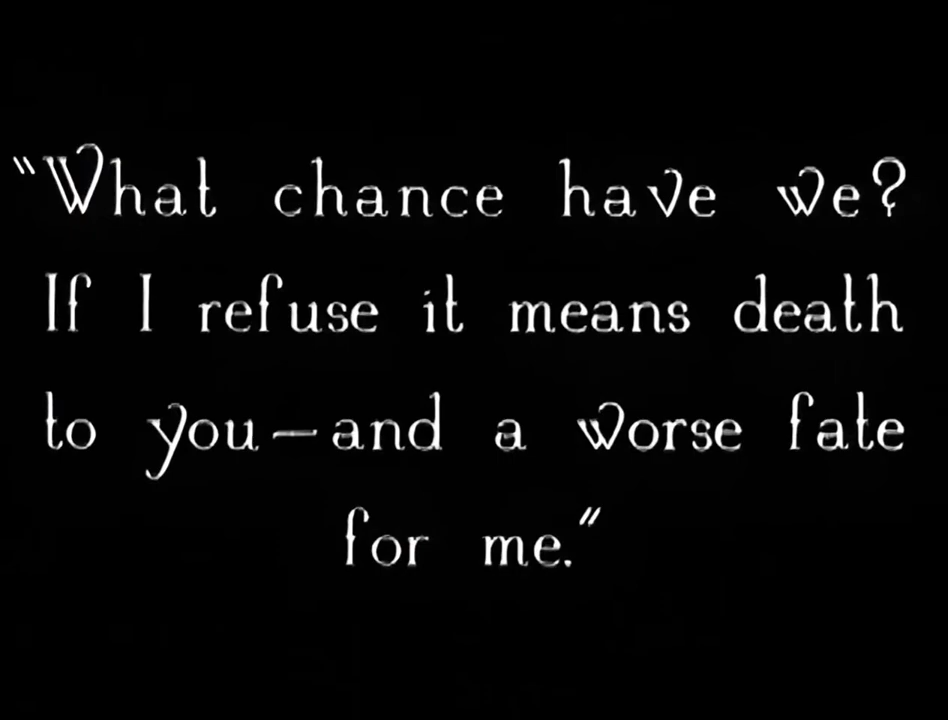 "What chance have we?
If I refuse it means death
to you—and a worse fate
for me."